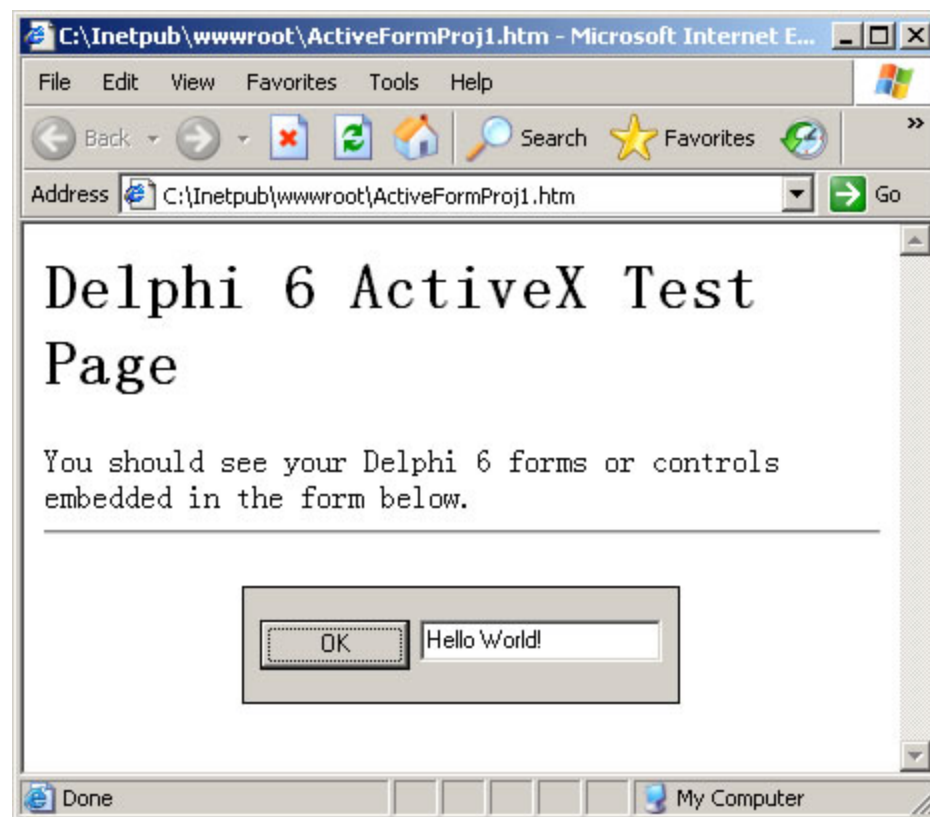 C:\Inetpub\wwwroot\ActiveFormProj1.htm - Microsoft Internet E...
File Edit View Favorites Tools Help
Back Search Favorites »
Address C:\Inetpub\wwwroot\ActiveFormProj1.htm Go
Delphi 6 ActiveX Test
Page
You should see your Delphi 6 forms or controls
embedded in the form below.
OK Hello World!
Done My Computer